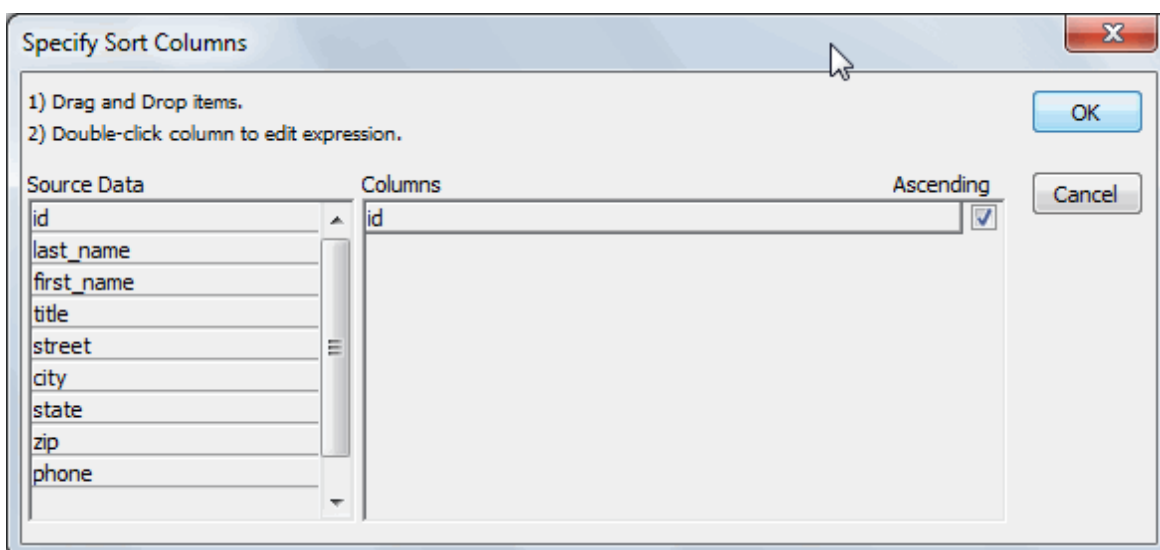 Specify Sort Columns
1) Drag and Drop items.
2) Double-click column to edit expression.
OK
Cancel
Source Data
Columns
Ascending
id
last_name
first_name
title
street
city
state
zip
phone
id